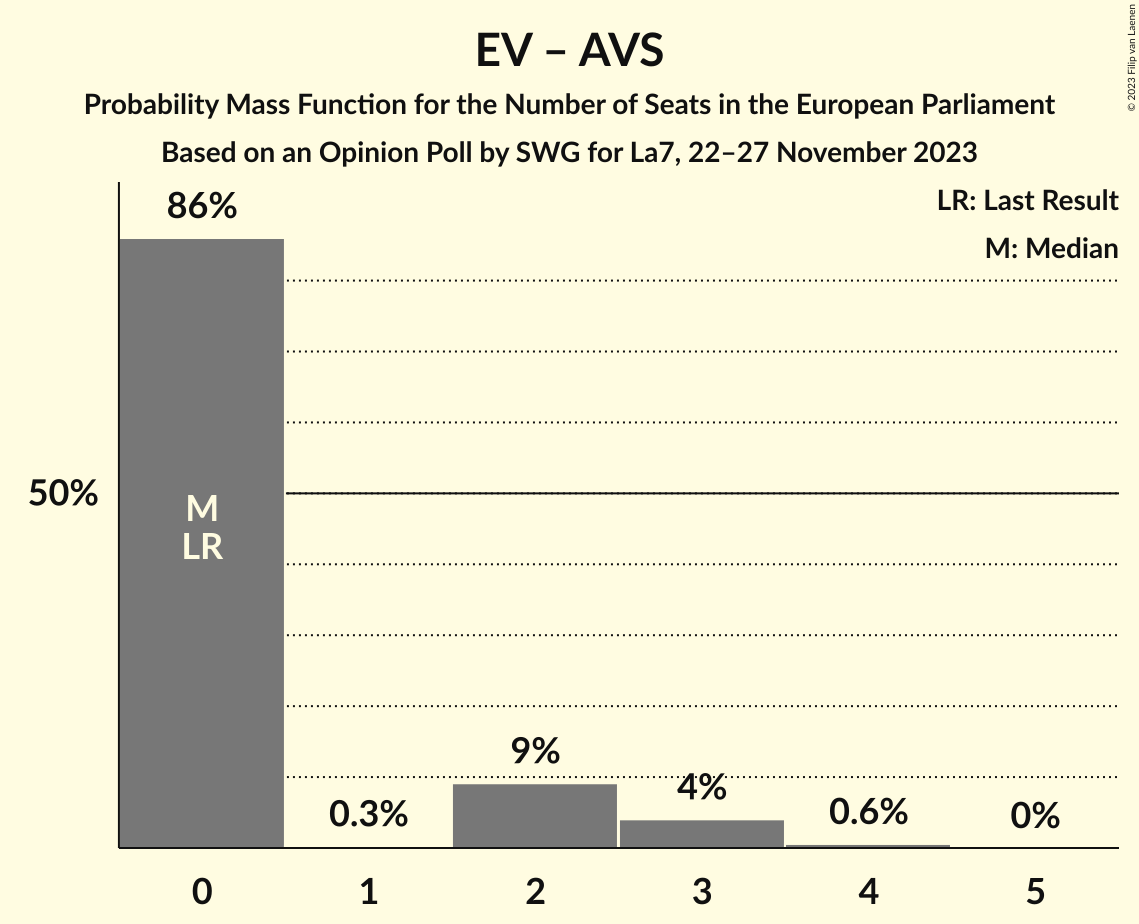 EV – AVS
Probability Mass Function for the Number of Seats in the European Parliament
Based on an Opinion Poll by SWG for La7, 22–27 November 2023
© 2023 Filip van Laenen
LR: Last Result
M: Median
86%
50%
M
LR
0.3%
9%
4%
0.6%
0%
0 1 2 3 4 5